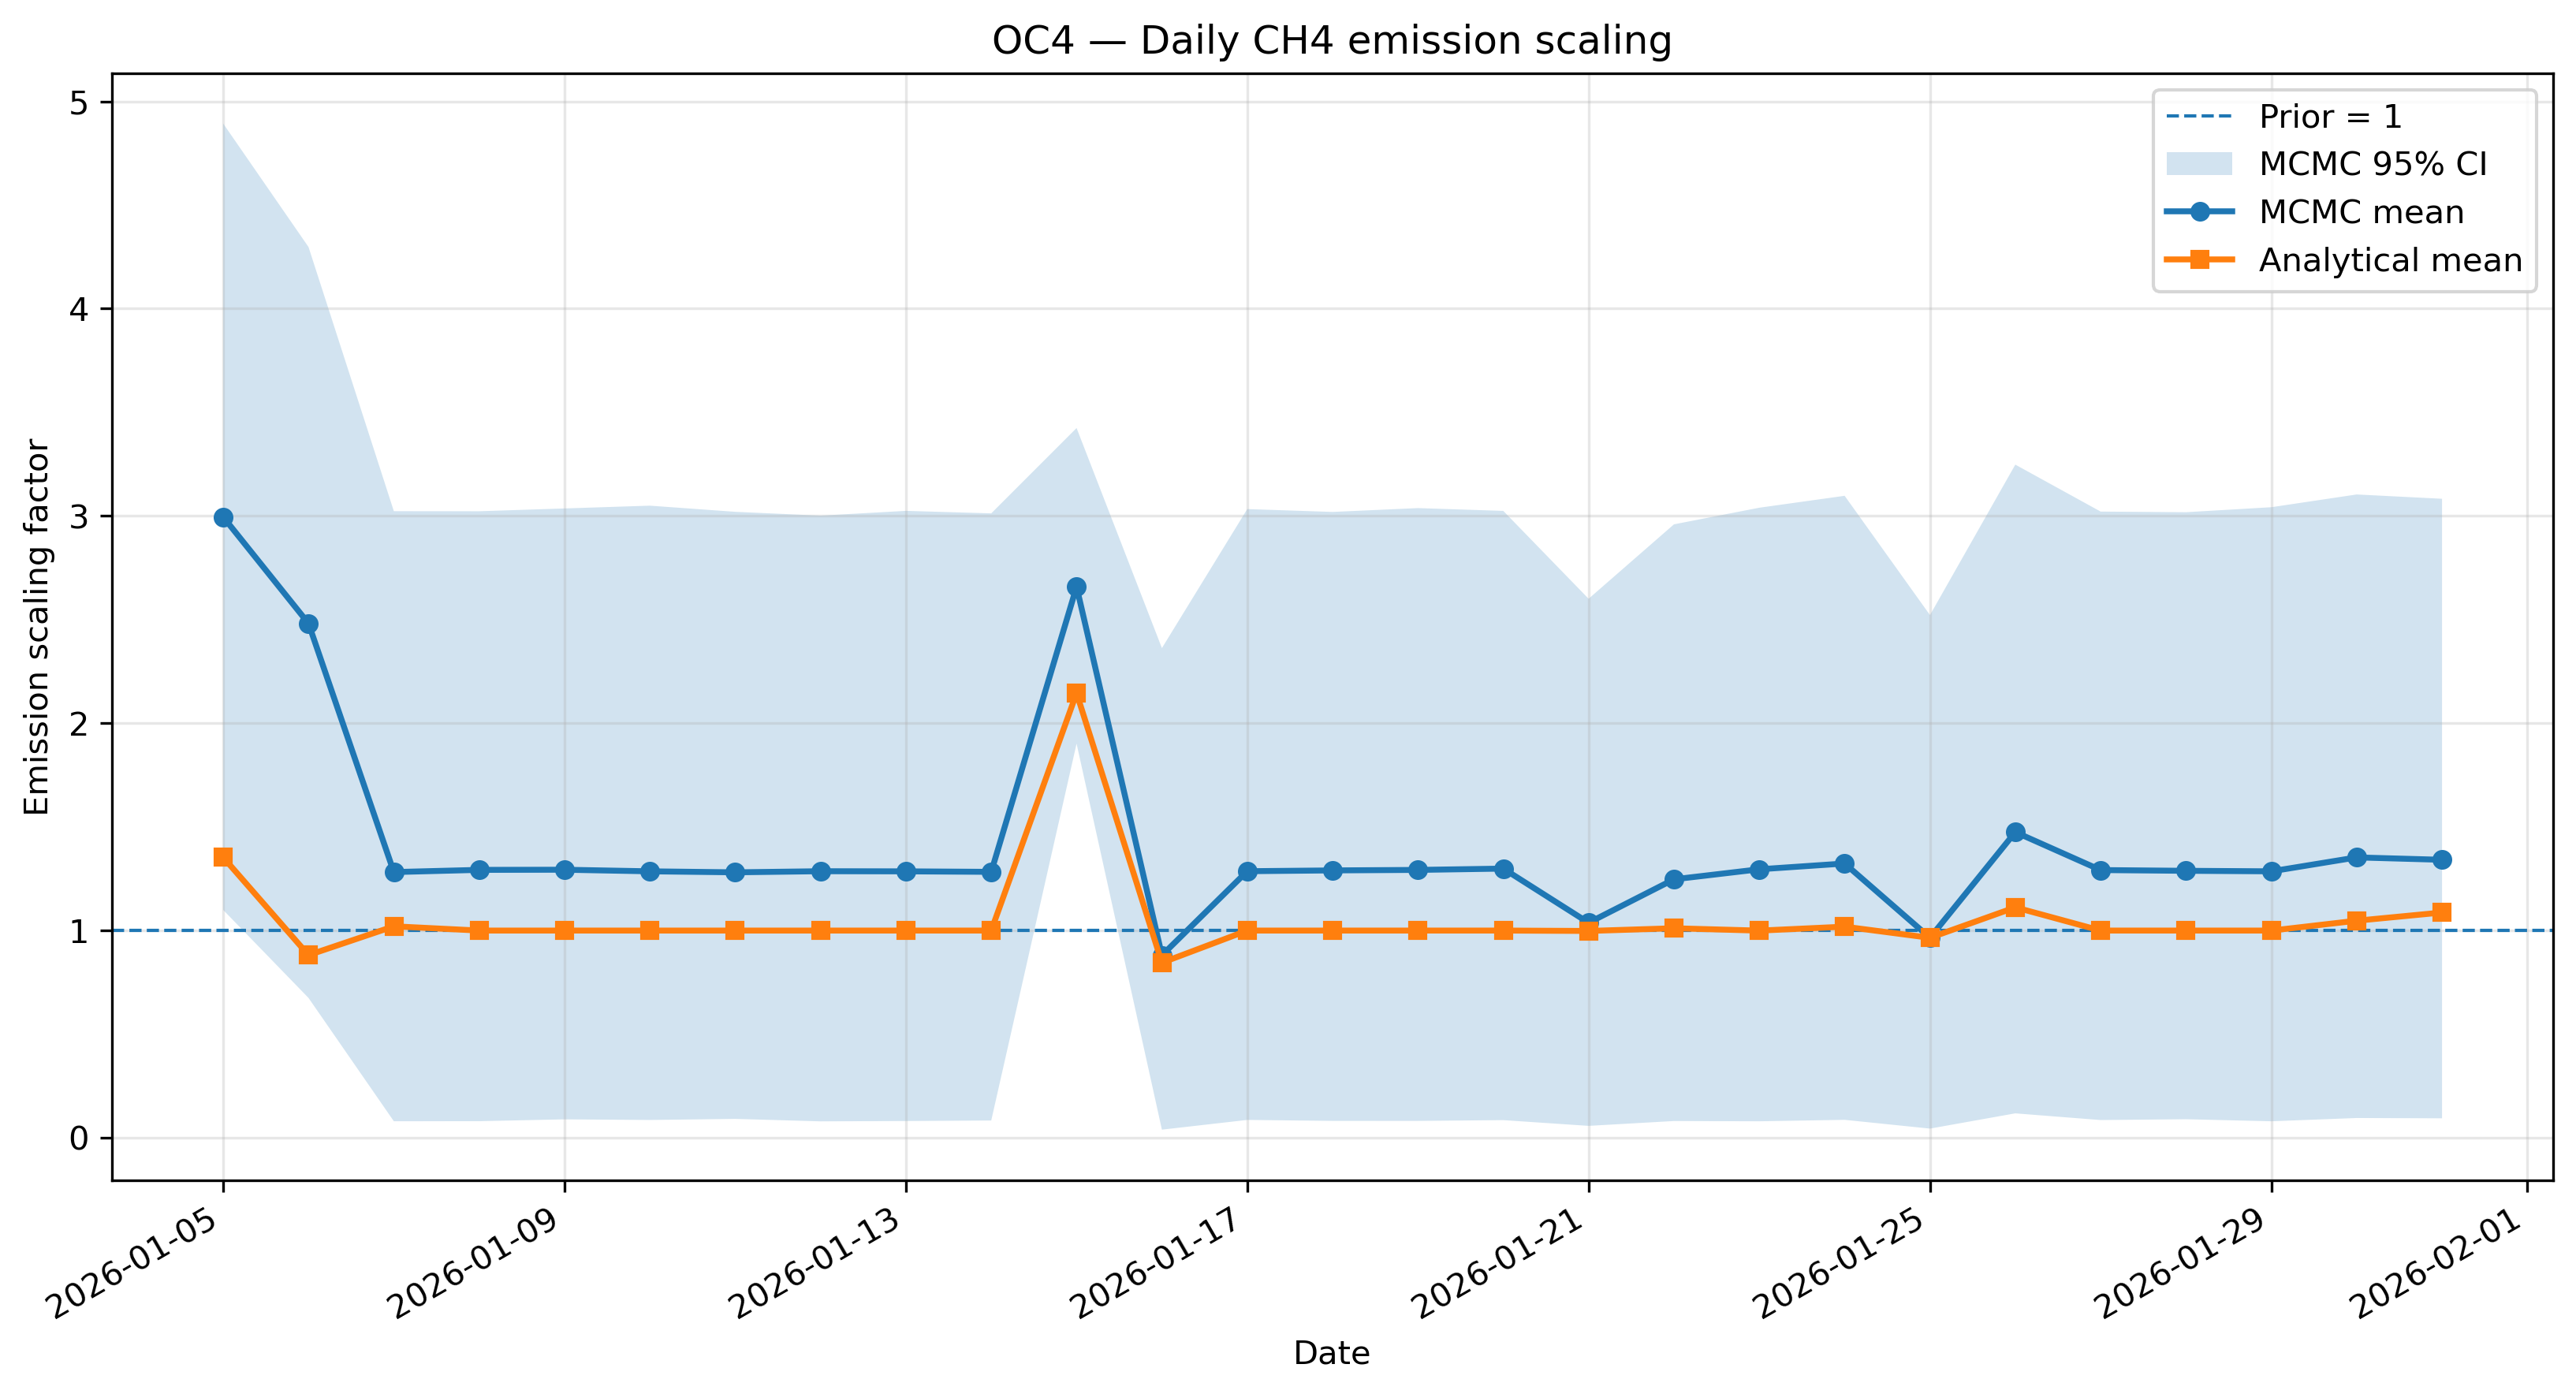 OC4 — Daily CH4 emission scaling
Prior = 1
MCMC 95% CI
MCMC mean
Analytical mean
Emission scaling factor
5
4
3
2
1
0
2026-01-05
2026-01-09
2026-01-13
2026-01-17
2026-01-21
2026-01-25
2026-01-29
2026-02-01
Date